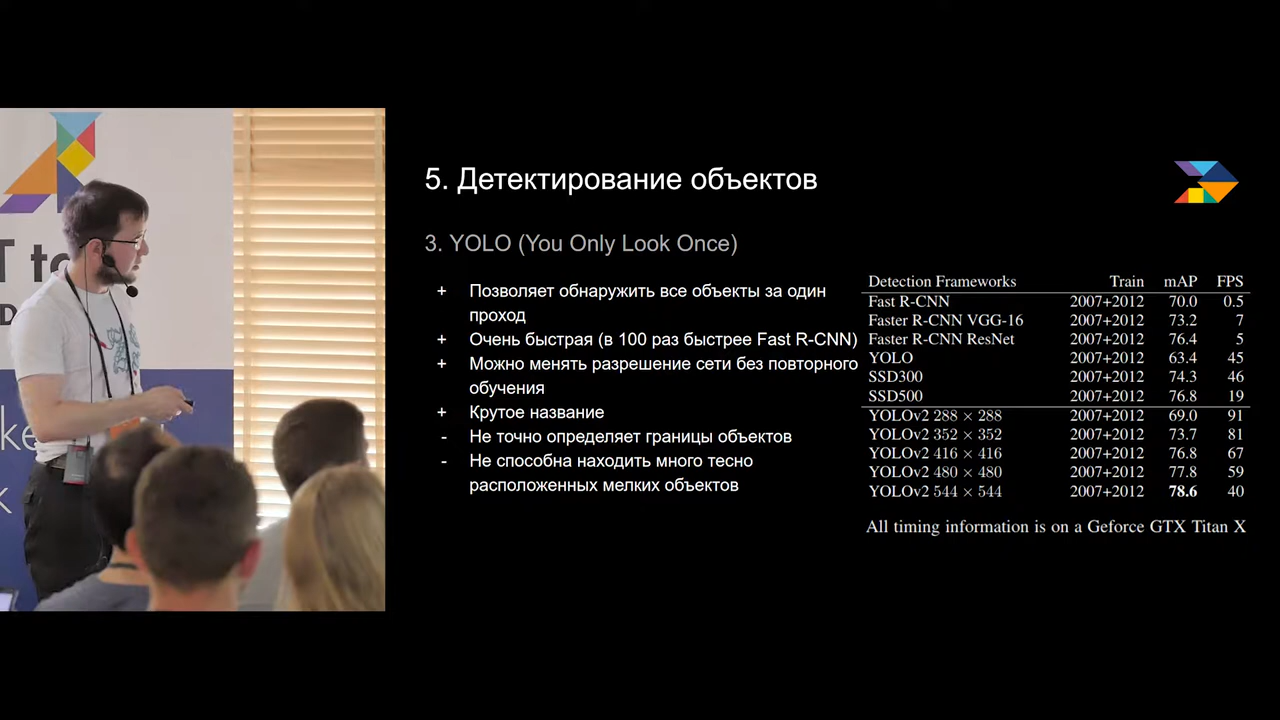 5. Детектирование объектов
3. YOLO (You Only Look Once)
+ Позволяет обнаружить все объекты за один
проход
+ Очень быстрая (в 100 раз быстрее Fast R-CNN)
+ Можно менять разрешение сети без повторного
обучения
+ Крутое название
- Не точно определяет границы объектов
- Не способна находить много тесно
расположенных мелких объектов
Detection Frameworks Train mAP FPS
Fast R-CNN 2007+2012 70.0 0.5
Faster R-CNN VGG-16 2007+2012 73.2 7
Faster R-CNN ResNet 2007+2012 76.4 5
YOLO 2007+2012 63.4 45
SSD300 2007+2012 74.3 46
SSD500 2007+2012 76.8 19
YOLOv2 288 × 288 2007+2012 69.0 91
YOLOv2 352 × 352 2007+2012 73.7 81
YOLOv2 416 × 416 2007+2012 76.8 67
YOLOv2 480 × 480 2007+2012 77.8 59
YOLOv2 544 × 544 2007+2012 78.6 40
All timing information is on a Geforce GTX Titan X